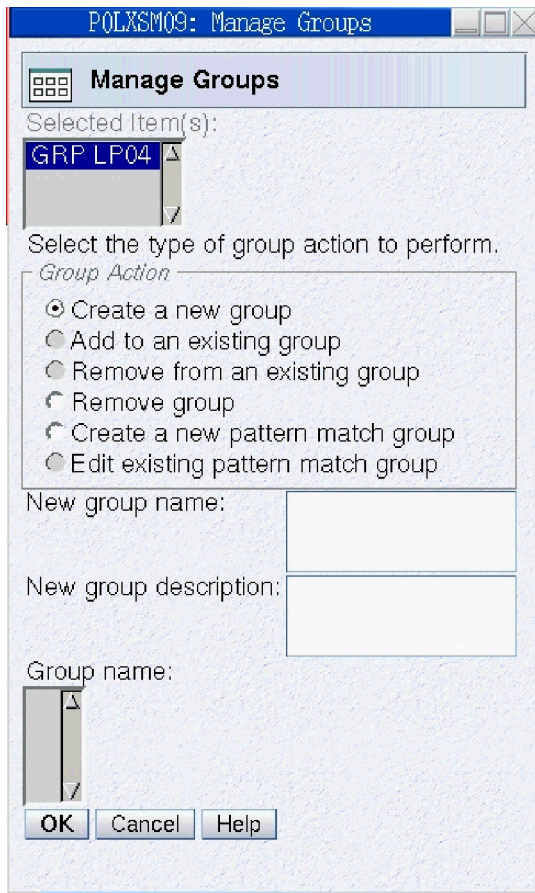 P0LXSM09: Manage Groups
Manage Groups
Selected Item(s):
GRP LP04
Select the type of group action to perform.
Group Action
Create a new group
Add to an existing group
Remove from an existing group
Remove group
Create a new pattern match group
Edit existing pattern match group
New group name:
New group description:
Group name:
OK Cancel Help